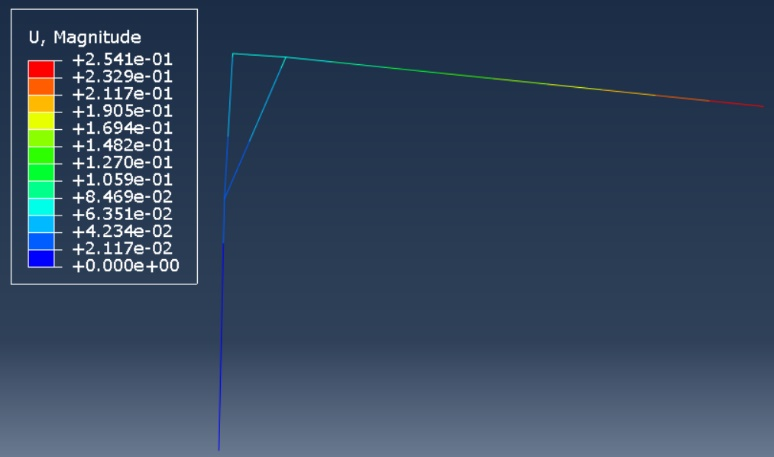 U, Magnitude
+2.541e-01
+2.329e-01
+2.117e-01
+1.905e-01
+1.694e-01
+1.482e-01
+1.270e-01
+1.059e-01
+8.469e-02
+6.351e-02
+4.234e-02
+2.117e-02
+0.000e+00